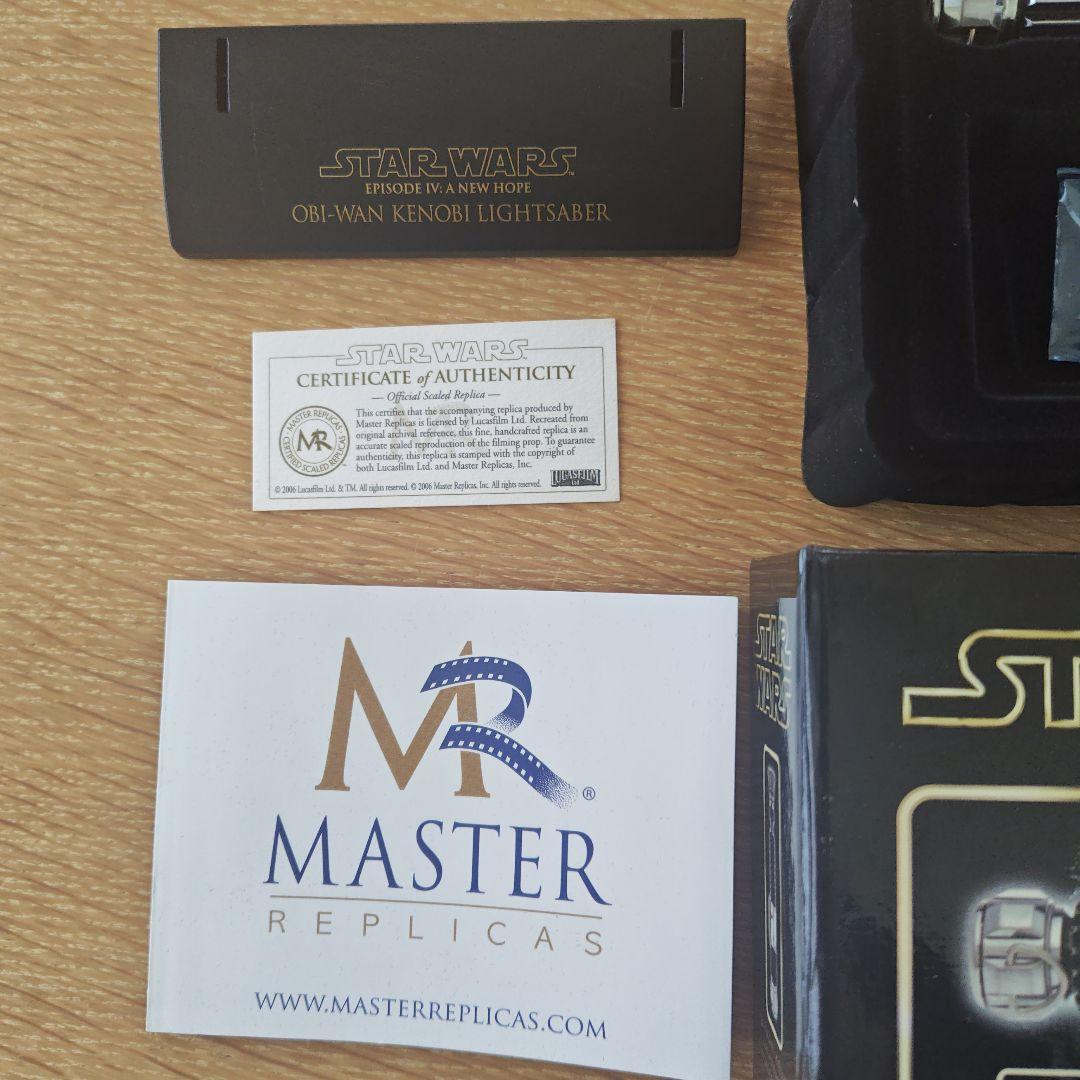 STAR WARS™
EPISODE IV: A NEW HOPE
OBI-WAN KENOBI LIGHTSABER
STAR WARS
CERTIFICATE of AUTHENTICITY
— Official Scaled Replica —
MASTER REPLICAS
MR
CERTIFIED SCALED REPLICAS
This certifies that the accompanying replica produced by
Master Replicas is licensed by Lucasfilm Ltd. Recreated from
original archival reference, this fine, handcrafted replica is an
accurate scaled reproduction of the filming prop. To guarantee
authenticity, this replica is stamped with the copyright of
both Lucasfilm Ltd. and Master Replicas, Inc.
© 2006 Lucasfilm Ltd. & TM. All rights reserved. © 2006 Master Replicas, Inc. All rights reserved.
LUCASFILM
Ltd
MR®
MASTER
REPLICAS
WWW.MASTERREPLICAS.COM
STAR
WARS
ST